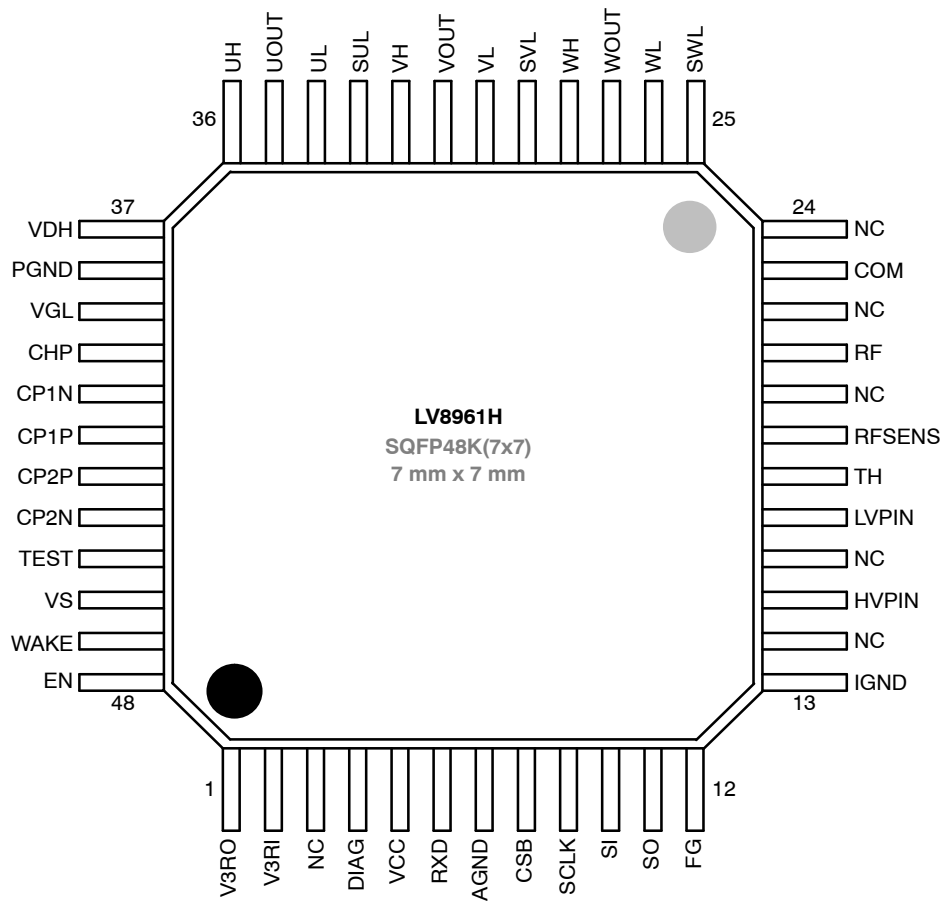 UH
UOUT
UL
SUL
VH
VOUT
VL
SVL
WH
WOUT
WL
SWL
36
25
37
24
VDH
PGND
VGL
CHP
CP1N
CP1P
CP2P
CP2N
TEST
VS
WAKE
EN
48
LV8961H
SQFP48K(7x7)
7 mm x 7 mm
NC
COM
NC
RF
NC
RFSENS
TH
LVPIN
NC
HVPIN
NC
IGND
13
1
12
V3RO
V3RI
NC
DIAG
VCC
RXD
AGND
CSB
SCLK
SI
SO
FG